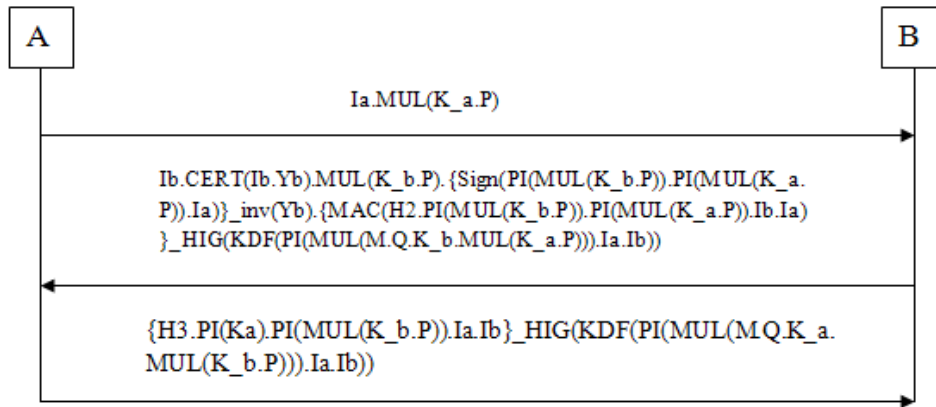 A
B
Ia.MUL(K_a.P)
Ib.CERT(Ib.Yb).MUL(K_b.P).{Sign(PI(MUL(K_b.P)).PI(MUL(K_a.
P)).Ia)}_inv(Yb).{MAC(H2.PI(MUL(K_b.P)).PI(MUL(K_a.P)).Ib.Ia)
}_HIG(KDF(PI(MUL(M.Q.K_b.MUL(K_a.P))).Ia.Ib))
{H3.PI(Ka).PI(MUL(K_b.P)).Ia.Ib}_HIG(KDF(PI(MUL(M.Q.K_a.
MUL(K_b.P))).Ia.Ib))